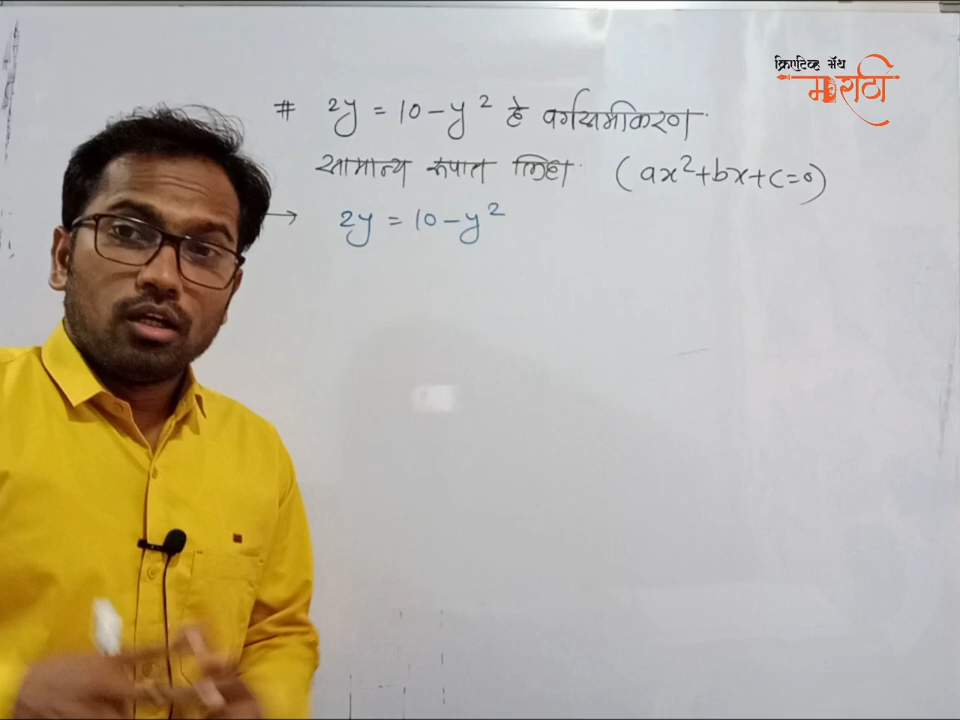 क्रिएटिव्ह मॅथ
मराठी
# 2y = 10 - y² हे वर्गसमीकरण
सामान्य रूपात लिहा. (ax²+bx+c=0)
→ 2y = 10 - y²